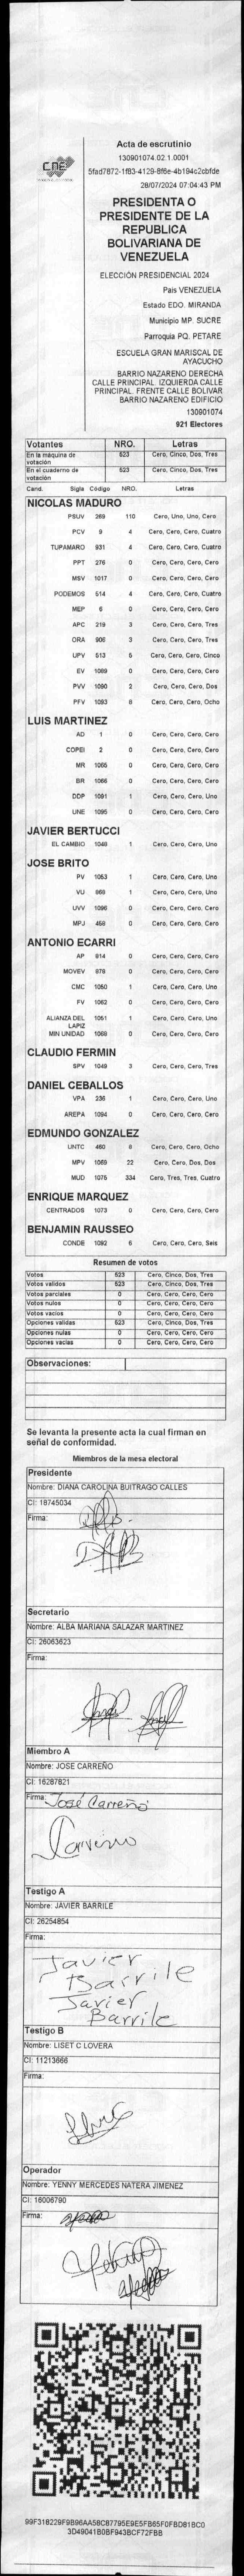 CNE
Acta de escrutinio
130901074.02.1.0001
5fad7872-1f83-4129-8f6e-4b194c2cbfde
28/07/2024 07:04:43 PM
PRESIDENTA O
PRESIDENTE DE LA
REPUBLICA
BOLIVARIANA DE
VENEZUELA
ELECCIÓN PRESIDENCIAL 2024
País VENEZUELA
Estado EDO. MIRANDA
Municipio MP. SUCRE
Parroquia PQ. PETARE
ESCUELA GRAN MARISCAL DE
AYACUCHO
BARRIO NAZARENO DERECHA
CALLE PRINCIPAL. IZQUIERDA CALLE
PRINCIPAL. FRENTE CALLE BOLIVAR
BARRIO NAZARENO EDIFICIO
130901074
921 Electores
Votantes NRO. Letras
En la máquina de votación 523 Cero, Cinco, Dos, Tres
En el cuaderno de votación 523 Cero, Cinco, Dos, Tres
Cand. Sigla Código NRO. Letras
NICOLAS MADURO
PSUV 269 110 Cero, Uno, Uno, Cero
PCV 9 4 Cero, Cero, Cero, Cuatro
TUPAMARO 931 4 Cero, Cero, Cero, Cuatro
PPT 276 0 Cero, Cero, Cero, Cero
MSV 1017 0 Cero, Cero, Cero, Cero
PODEMOS 514 4 Cero, Cero, Cero, Cuatro
MEP 6 0 Cero, Cero, Cero, Cero
APC 219 3 Cero, Cero, Cero, Tres
ORA 906 3 Cero, Cero, Cero, Tres
UPV 513 5 Cero, Cero, Cero, Cinco
EV 1089 0 Cero, Cero, Cero, Cero
PVV 1090 2 Cero, Cero, Cero, Dos
PFV 1093 8 Cero, Cero, Cero, Ocho
LUIS MARTINEZ
AD 1 0 Cero, Cero, Cero, Cero
COPEI 2 0 Cero, Cero, Cero, Cero
MR 1065 0 Cero, Cero, Cero, Cero
BR 1066 0 Cero, Cero, Cero, Cero
DDP 1091 1 Cero, Cero, Cero, Uno
UNE 1095 0 Cero, Cero, Cero, Cero
JAVIER BERTUCCI
EL CAMBIO 1048 1 Cero, Cero, Cero, Uno
JOSE BRITO
PV 1053 1 Cero, Cero, Cero, Uno
VU 969 1 Cero, Cero, Cero, Uno
UVV 1096 0 Cero, Cero, Cero, Cero
MPJ 458 0 Cero, Cero, Cero, Cero
ANTONIO ECARRI
AP 914 0 Cero, Cero, Cero, Cero
MOVEV 978 0 Cero, Cero, Cero, Cero
CMC 1050 1 Cero, Cero, Cero, Uno
FV 1062 0 Cero, Cero, Cero, Cero
ALIANZA DEL LAPIZ 1051 1 Cero, Cero, Cero, Uno
MIN UNIDAD 1068 0 Cero, Cero, Cero, Cero
CLAUDIO FERMIN
SPV 1049 3 Cero, Cero, Cero, Tres
DANIEL CEBALLOS
VPA 236 1 Cero, Cero, Cero, Uno
AREPA 1094 0 Cero, Cero, Cero, Cero
EDMUNDO GONZALEZ
UNTC 460 8 Cero, Cero, Cero, Ocho
MPV 1069 22 Cero, Cero, Dos, Dos
MUD 1075 334 Cero, Tres, Tres, Cuatro
ENRIQUE MARQUEZ
CENTRADOS 1073 0 Cero, Cero, Cero, Cero
BENJAMIN RAUSSEO
CONDE 1092 6 Cero, Cero, Cero, Seis
Resumen de votos
Votos 523 Cero, Cinco, Dos, Tres
Votos validos 523 Cero, Cinco, Dos, Tres
Votos parciales 0 Cero, Cero, Cero, Cero
Votos nulos 0 Cero, Cero, Cero, Cero
Votos vacios 0 Cero, Cero, Cero, Cero
Opciones validas 523 Cero, Cinco, Dos, Tres
Opciones nulas 0 Cero, Cero, Cero, Cero
Opciones vacías 0 Cero, Cero, Cero, Cero
Observaciones:
Se levanta la presente acta la cual firman en
señal de conformidad.
Miembros de la mesa electoral
Presidente
Nombre: DIANA CAROLINA BUITRAGO CALLES
CI: 18745034
Firma:
Secretario
Nombre: ALBA MARIANA SALAZAR MARTINEZ
CI: 26063623
Firma:
Miembro A
Nombre: JOSE CARREÑO
CI: 16287821
Firma: José Carreño
Carreño
Testigo A
Nombre: JAVIER BARRILE
CI: 26254854
Firma:
Javier
Barrile
Javier
Barrile
Testigo B
Nombre: LISET C LOVERA
CI: 11213666
Firma:
Operador
Nombre: YENNY MERCEDES NATERA JIMENEZ
CI: 16006790
Firma:
99F318229F9B96AA58C87795E9E5FB65F0FBD81BC0
3D49041B0BF943BCF72FBB